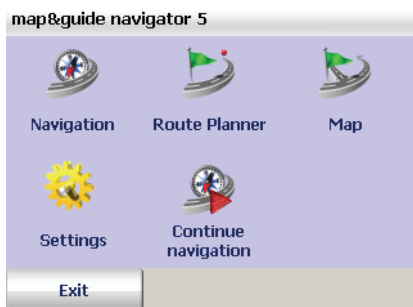 map&guide navigator 5
Navigation
Route Planner
Map
Settings
Continue
navigation
Exit